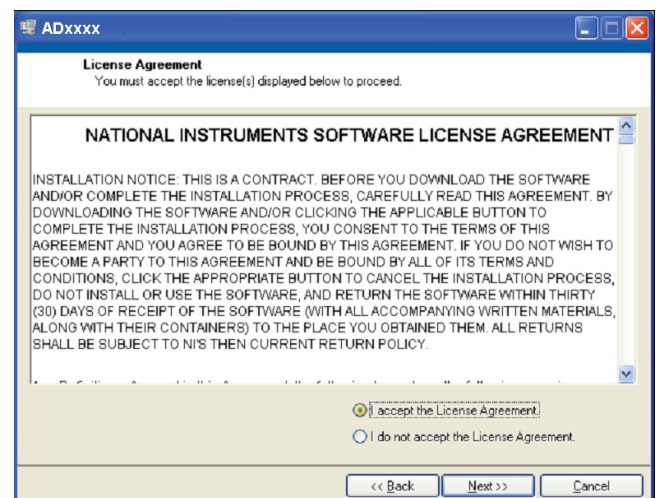 ADxxxx
License Agreement
You must accept the license(s) displayed below to proceed.
NATIONAL INSTRUMENTS SOFTWARE LICENSE AGREEMENT
INSTALLATION NOTICE: THIS IS A CONTRACT. BEFORE YOU DOWNLOAD THE SOFTWARE
AND/OR COMPLETE THE INSTALLATION PROCESS, CAREFULLY READ THIS AGREEMENT. BY
DOWNLOADING THE SOFTWARE AND/OR CLICKING THE APPLICABLE BUTTON TO
COMPLETE THE INSTALLATION PROCESS, YOU CONSENT TO THE TERMS OF THIS
AGREEMENT AND YOU AGREE TO BE BOUND BY THIS AGREEMENT. IF YOU DO NOT WISH TO
BECOME A PARTY TO THIS AGREEMENT AND BE BOUND BY ALL OF ITS TERMS AND
CONDITIONS, CLICK THE APPROPRIATE BUTTON TO CANCEL THE INSTALLATION PROCESS,
DO NOT INSTALL OR USE THE SOFTWARE, AND RETURN THE SOFTWARE WITHIN THIRTY
(30) DAYS OF RECEIPT OF THE SOFTWARE (WITH ALL ACCOMPANYING WRITTEN MATERIALS,
ALONG WITH THEIR CONTAINERS) TO THE PLACE YOU OBTAINED THEM. ALL RETURNS
SHALL BE SUBJECT TO NI'S THEN CURRENT RETURN POLICY.
I accept the License Agreement.
I do not accept the License Agreement.
<< Back Next >> Cancel